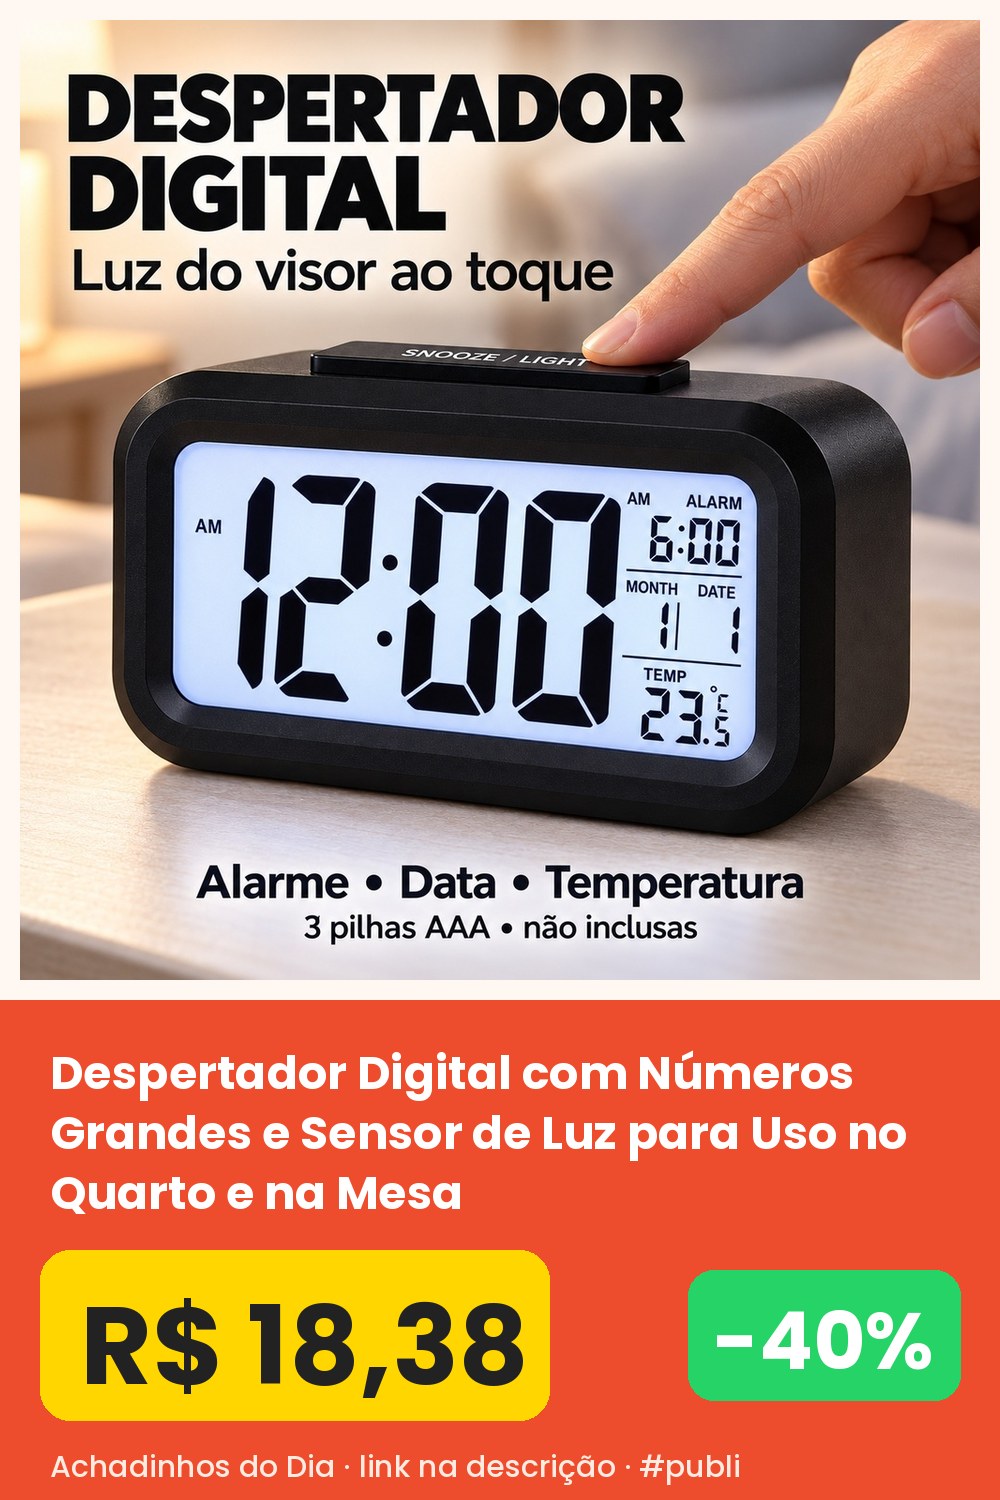 DESPERTADOR
DIGITAL
Luz do visor ao toque
SNOOZE / LIGHT
AM
12:00
AM ALARM
6:00
MONTH DATE
1 1
TEMP
23.5°C
Alarme • Data • Temperatura
3 pilhas AAA • não inclusas
Despertador Digital com Números
Grandes e Sensor de Luz para Uso no
Quarto e na Mesa
R$ 18,38
-40%
Achadinhos do Dia · link na descrição · #publi